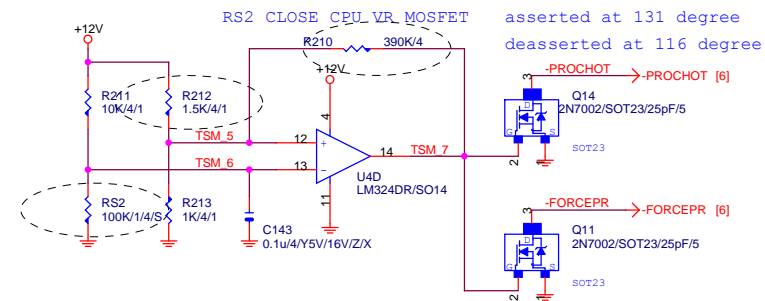 RS2 CLOSE CPU VR MOSFET
asserted at 131 degree
deasserted at 116 degree
+12V
R210
390K/4
+12V
R211
10K/4/1
R212
1.5K/4/1
TSM_5
TSM_6
12
13
4
11
14
TSM_7
U4D
LM324DR/SO14
RS2
100K/1/4/S
R213
1K/4/1
C143
0.1u/4/Y5V/16V/Z/X
-PROCHOT
-PROCHOT [6]
3
D
G
S
2
1
Q14
2N7002/SOT23/25pF/5
SOT23
-FORCEPR
-FORCEPR [6]
3
D
G
S
2
1
Q11
2N7002/SOT23/25pF/5
SOT23